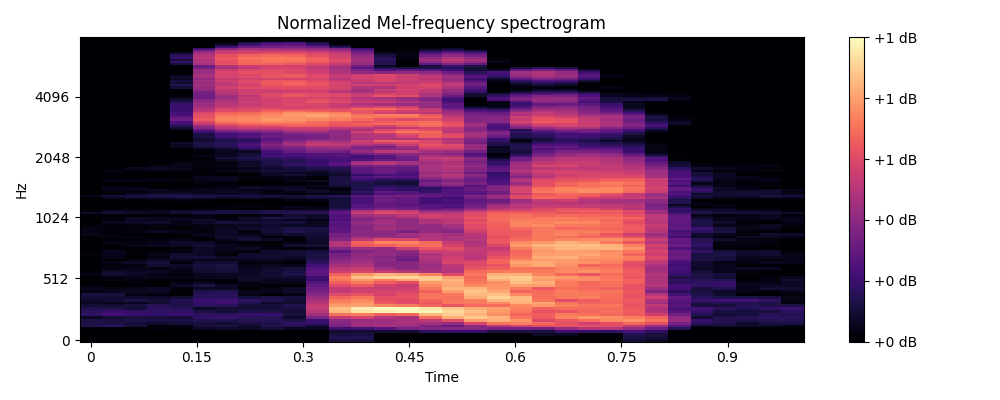 Normalized Mel-frequency spectrogram
Hz
4096
2048
1024
512
0
0
0.15
0.3
0.45
0.6
0.75
0.9
Time
+1 dB
+1 dB
+1 dB
+0 dB
+0 dB
+0 dB